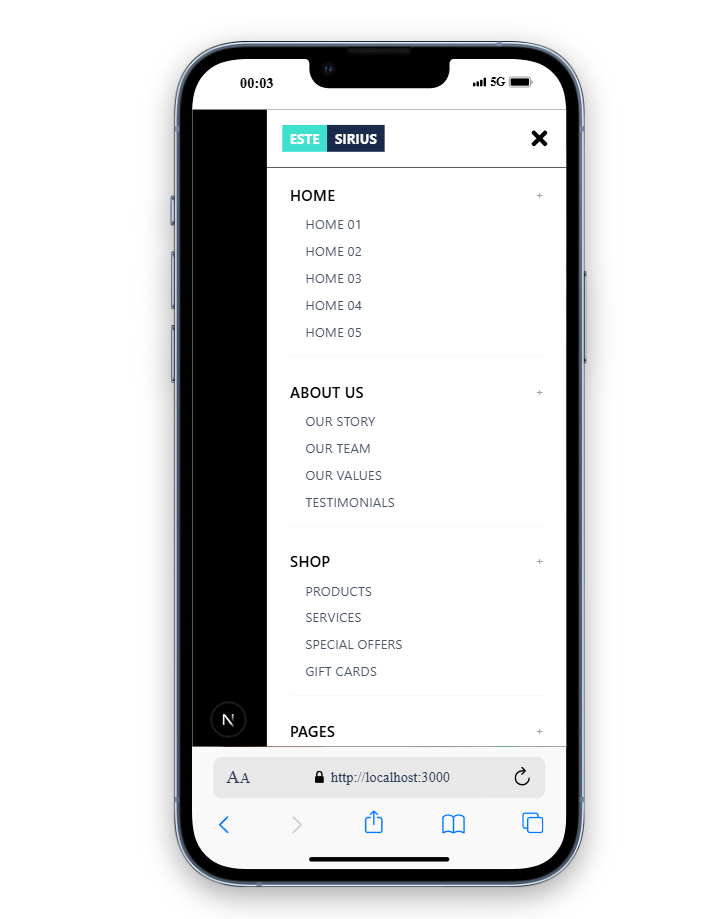 00:03
5G
ESTE SIRIUS
HOME +
HOME 01
HOME 02
HOME 03
HOME 04
HOME 05
ABOUT US +
OUR STORY
OUR TEAM
OUR VALUES
TESTIMONIALS
SHOP +
PRODUCTS
SERVICES
SPECIAL OFFERS
GIFT CARDS
N
PAGES +
AA http://localhost:3000